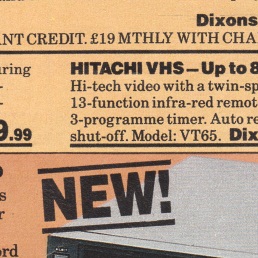 Dixons
ANT CREDIT. £19 MTHLY WITH CHA
uring
HITACHI VHS – Up to 8
Hi-tech video with a twin-sp
13-function infra-red remot
3-programme timer. Auto re
9.99
shut-off. Model: VT65. Dix
NEW!
s
r
ord